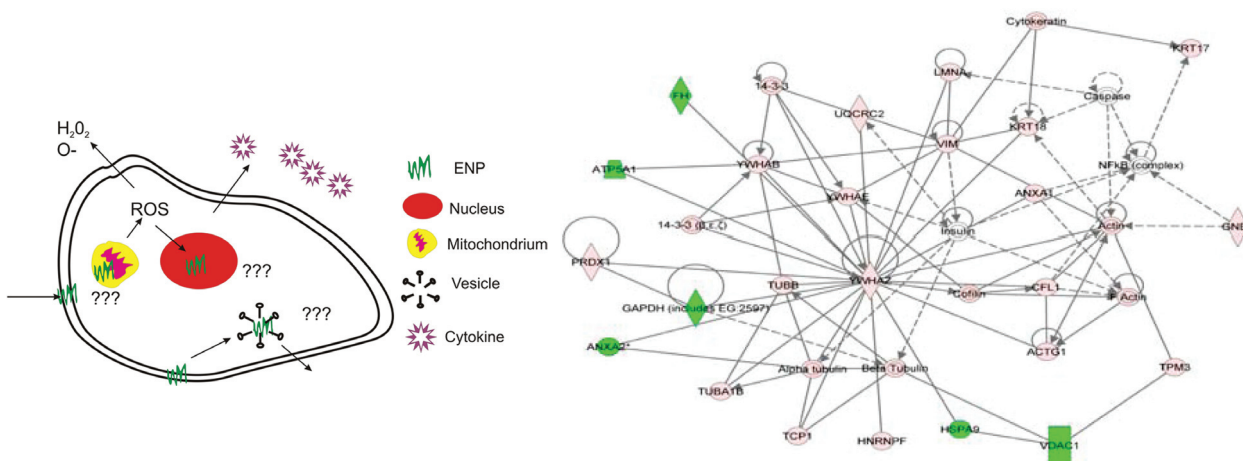 H₂O₂
O-
ROS
???
???
???
ENP
Nucleus
Mitochondrium
Vesicle
Cytokine
Cytokeratin
KRT17
LMNA
14-3-3
FH
Caspase
UQCRC2
KRT18
VIM
NFkB (complex)
YWHAB
ATP5A1
YWHAE
ANXA1
14-3-3 (β,ε,ζ)
Insulin
Actin
PRDX1
YWHAZ
TUBB
Cofilin
CFL1
F Actin
GAPDH (includes EG:2597)
ANXA2*
ACTG1
Alpha tubulin
Beta Tubulin
TPM3
TUBA1B
TCP1
HNRNPF
HSPA9
VDAC1